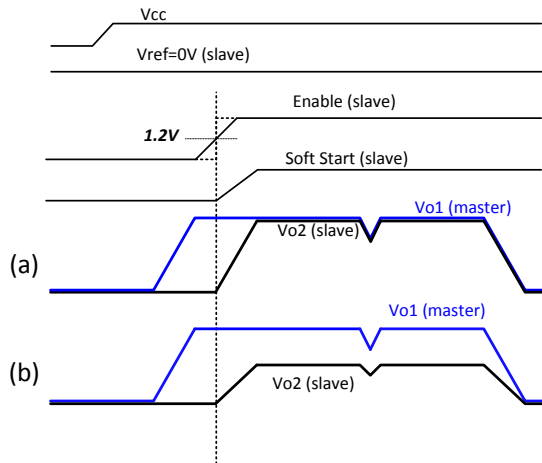 Vcc
Vref=0V (slave)
Enable (slave)
1.2V
Soft Start (slave)
Vo1 (master)
Vo2 (slave)
(a)
Vo1 (master)
(b)
Vo2 (slave)